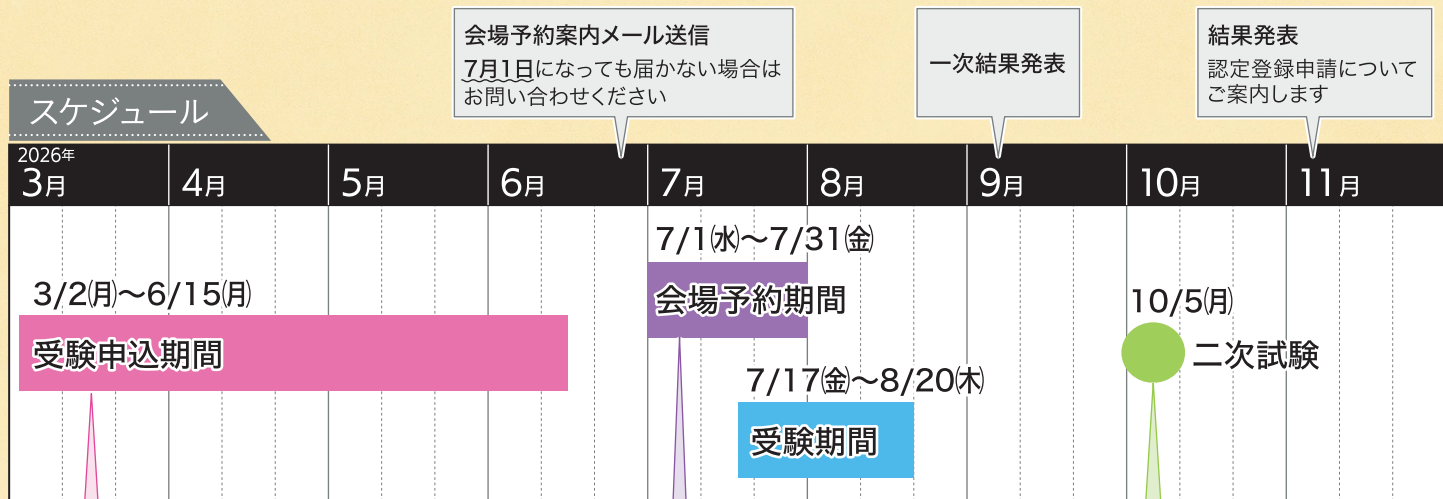 会場予約案内メール送信
7月1日になっても届かない場合は
お問い合わせください
一次結果発表
結果発表
認定登録申請について
ご案内します
スケジュール
2026年
3月 4月 5月 6月 7月 8月 9月 10月 11月
7/1㈬～7/31㈮
会場予約期間
3/2㈪～6/15㈪
受験申込期間
10/5㈪
二次試験
7/17㈮～8/20㈭
受験期間